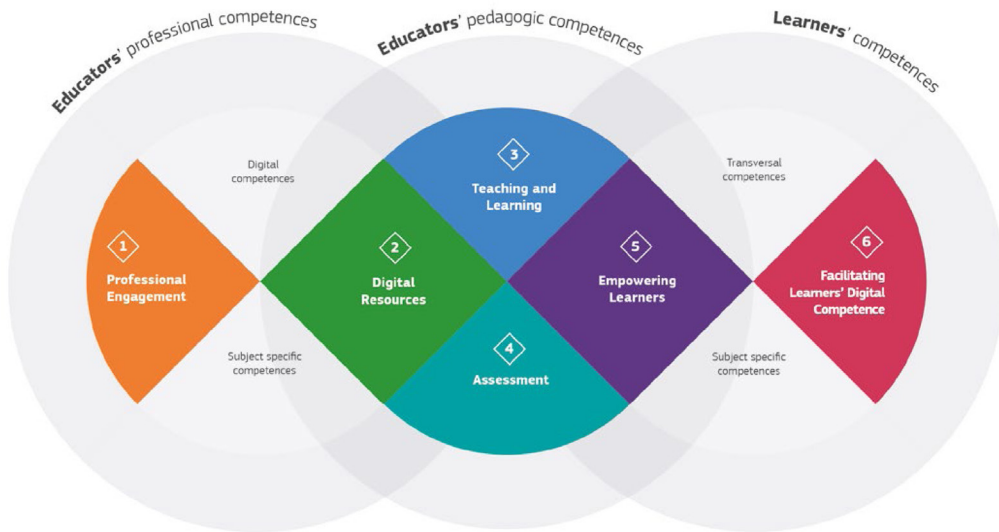 Educators' professional competences
Educators' pedagogic competences
Learners' competences
Digital
competences
Transversal
competences
3
Teaching and
Learning
1
Professional
Engagement
2
Digital
Resources
5
Empowering
Learners
6
Facilitating
Learners' Digital
Competence
Subject specific
competences
4
Assessment
Subject specific
competences